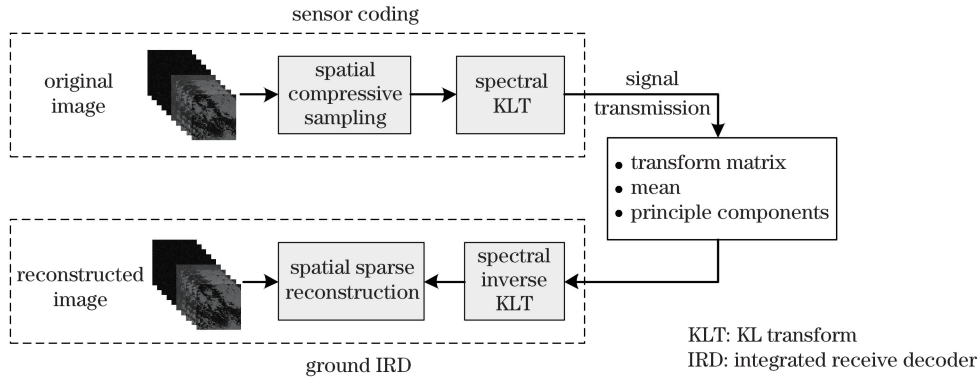 sensor coding
original
image
spatial
compressive
sampling
spectral
KLT
signal
transmission
• transform matrix
• mean
• principle components
reconstructed
image
spatial sparse
reconstruction
spectral
inverse
KLT
ground IRD
KLT: KL transform
IRD: integrated receive decoder